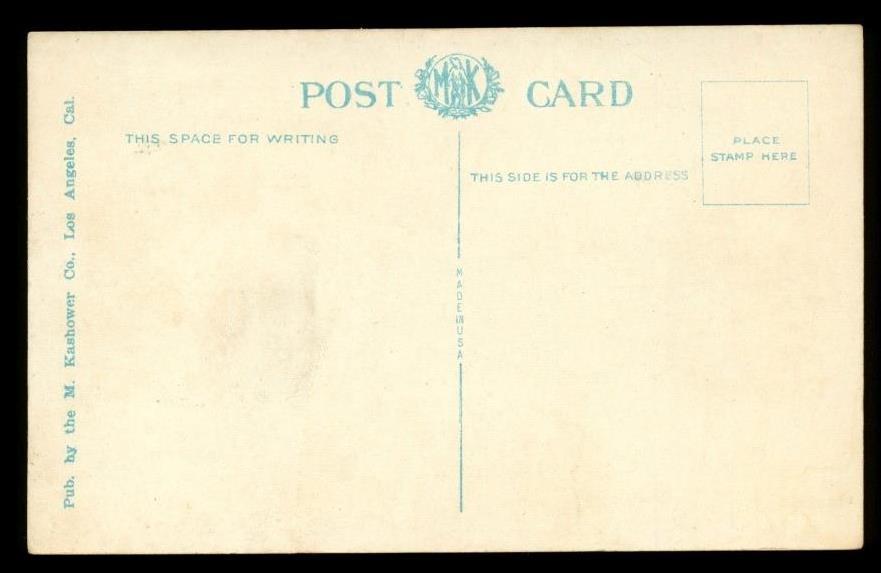 POST MK CARD
THIS SPACE FOR WRITING
THIS SIDE IS FOR THE ADDRESS
PLACE
STAMP HERE
MADE IN USA
Pub. by the M. Kashower Co., Los Angeles, Cal.